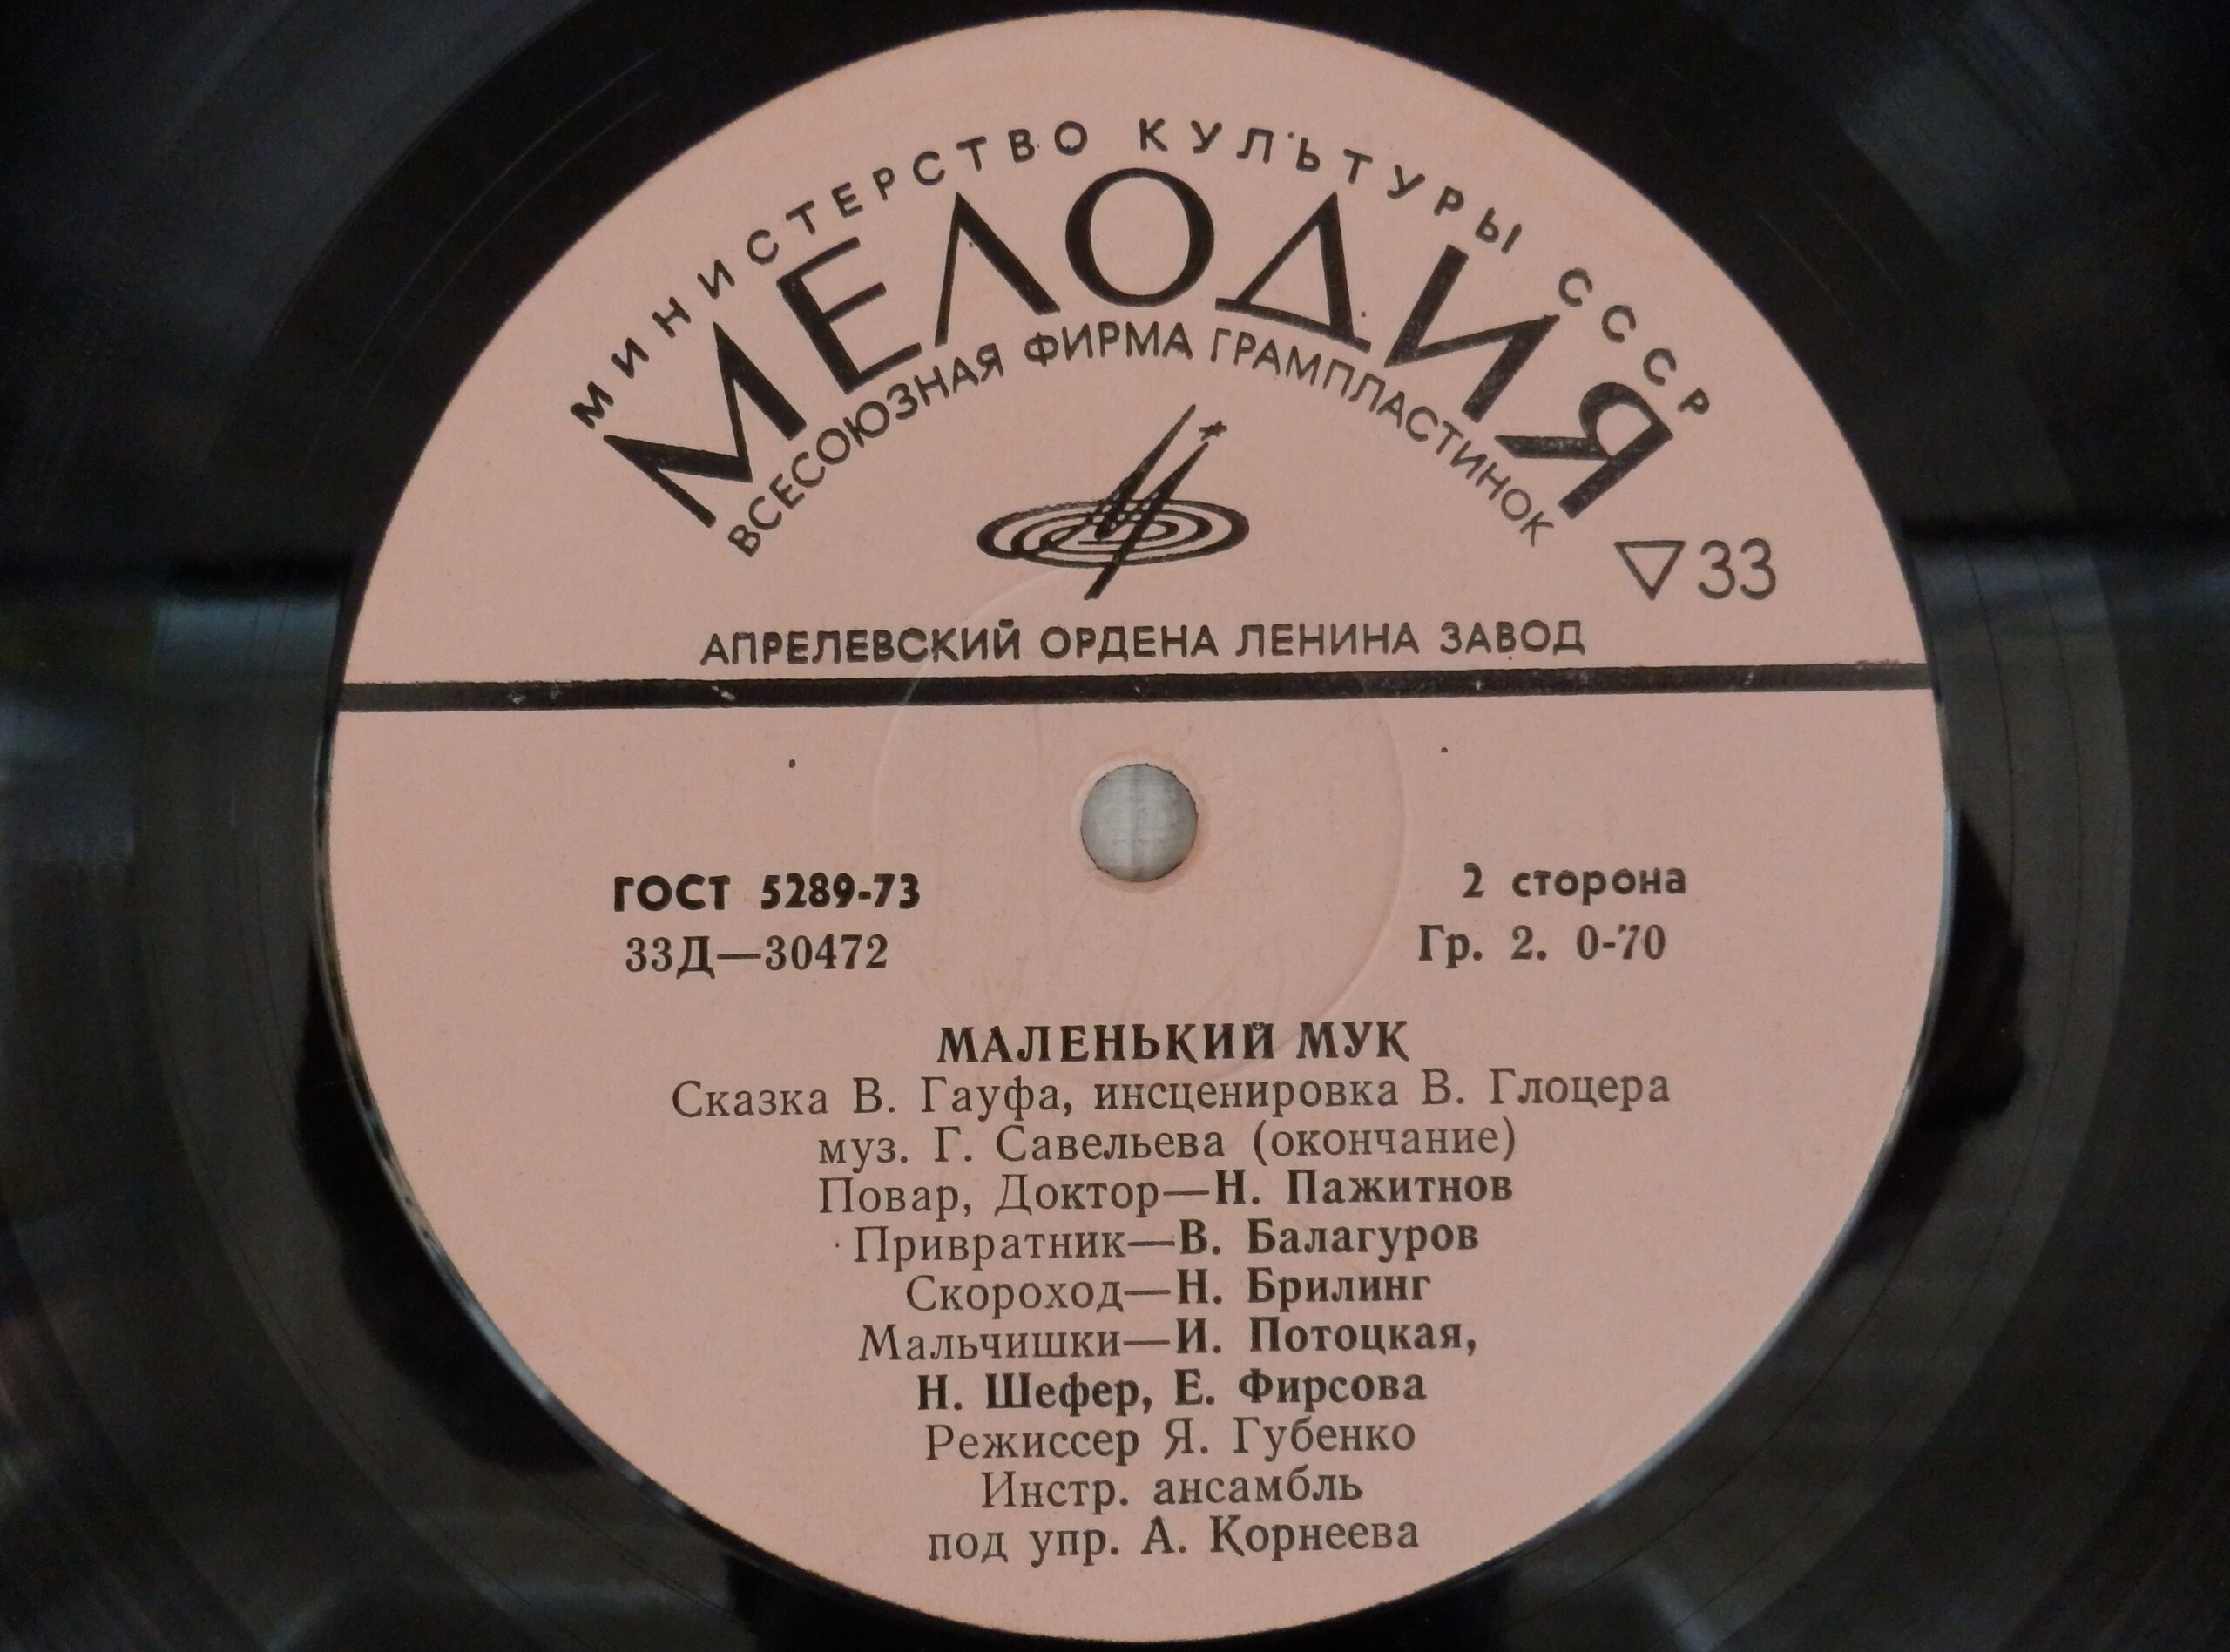 МИНИСТЕРСТВО КУЛЬТУРЫ СССР
МЕЛОДИЯ
ВСЕСОЮЗНАЯ ФИРМА ГРАМПЛАСТИНОК
33
АПРЕЛЕВСКИЙ ОРДЕНА ЛЕНИНА ЗАВОД
ГОСТ 5289-73
2 сторона
33Д—30472
Гр. 2. 0-70
МАЛЕНЬКИЙ МУК
Сказка В. Гауфа, инсценировка В. Глоцера
муз. Г. Савельева (окончание)
Повар, Доктор—Н. Пажитнов
Привратник—В. Балагуров
Скороход—Н. Брилинг
Мальчишки—И. Потоцкая,
Н. Шефер, Е. Фирсова
Режиссер Я. Губенко
Инстр. ансамбль
под упр. А. Корнеева